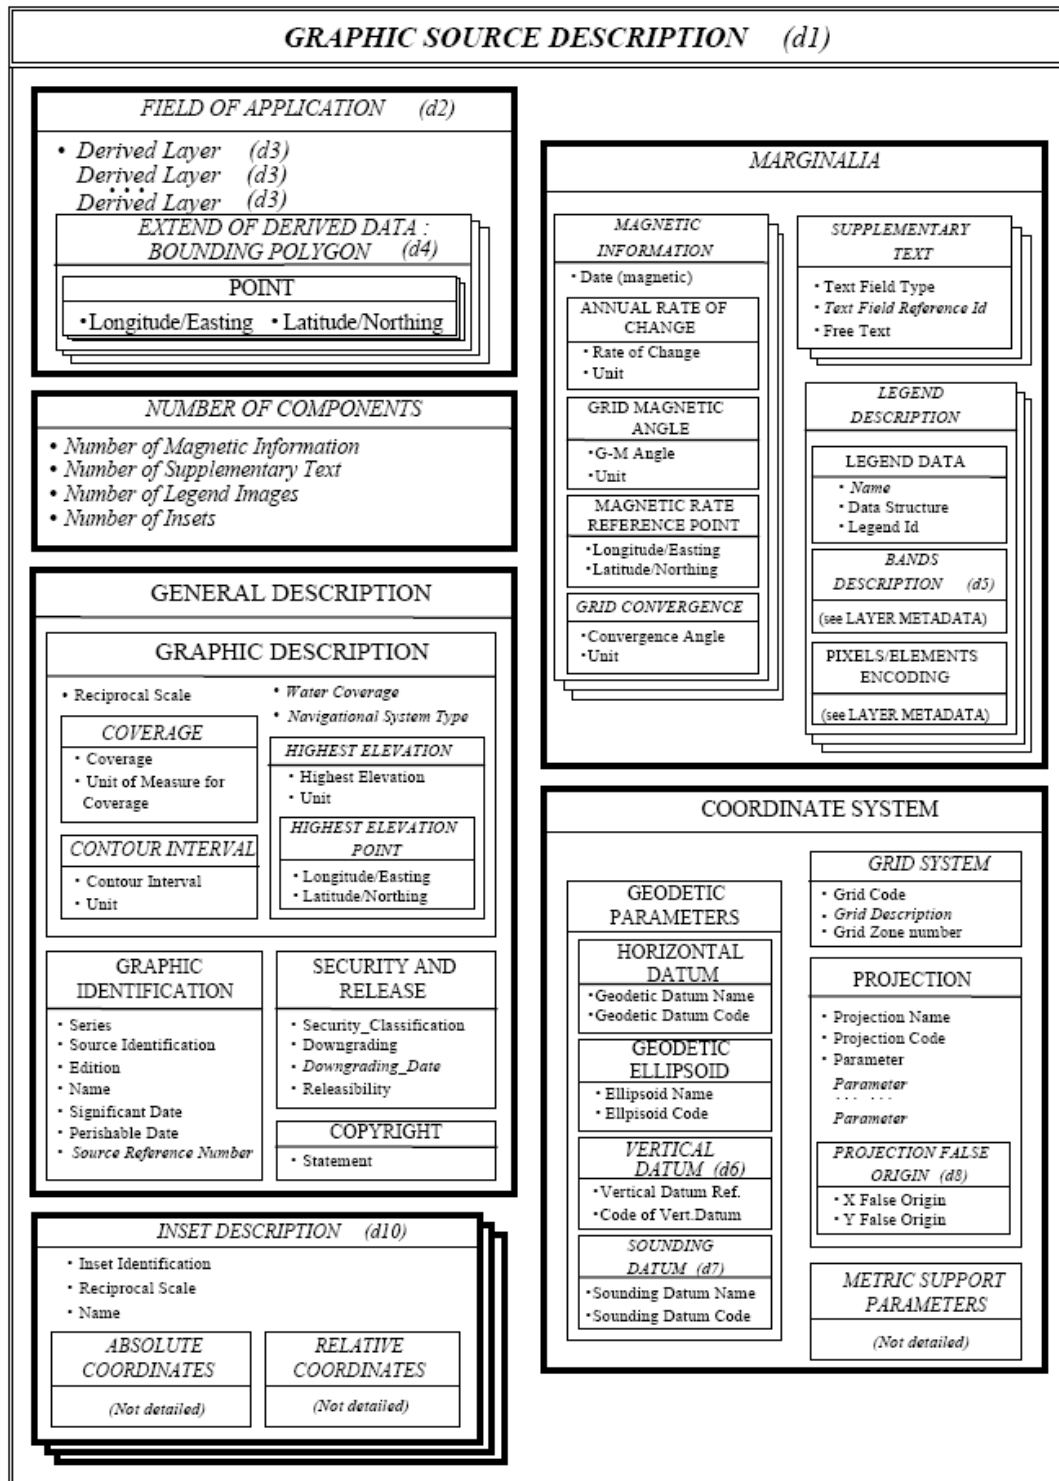 GRAPHIC SOURCE DESCRIPTION (d1)
FIELD OF APPLICATION (d2)
• Derived Layer (d3)
Derived Layer (d3)
• • •
Derived Layer (d3)
EXTEND OF DERIVED DATA :
BOUNDING POLYGON (d4)
POINT
•Longitude/Easting •Latitude/Northing
NUMBER OF COMPONENTS
• Number of Magnetic Information
• Number of Supplementary Text
• Number of Legend Images
• Number of Insets
GENERAL DESCRIPTION
GRAPHIC DESCRIPTION
• Reciprocal Scale
COVERAGE
• Coverage
• Unit of Measure for
Coverage
CONTOUR INTERVAL
• Contour Interval
• Unit
• Water Coverage
• Navigational System Type
HIGHEST ELEVATION
• Highest Elevation
• Unit
HIGHEST ELEVATION
POINT
• Longitude/Easting
• Latitude/Northing
GRAPHIC
IDENTIFICATION
• Series
• Source Identification
• Edition
• Name
• Significant Date
• Perishable Date
• Source Reference Number
SECURITY AND
RELEASE
• Security_Classification
• Downgrading
• Downgrading_Date
• Releasibility
COPYRIGHT
• Statement
INSET DESCRIPTION (d10)
• Inset Identification
• Reciprocal Scale
• Name
ABSOLUTE
COORDINATES
(Not detailed)
RELATIVE
COORDINATES
(Not detailed)
MARGINALIA
MAGNETIC
INFORMATION
• Date (magnetic)
ANNUAL RATE OF
CHANGE
• Rate of Change
• Unit
GRID MAGNETIC
ANGLE
• G-M Angle
• Unit
MAGNETIC RATE
REFERENCE POINT
•Longitude/Easting
•Latitude/Northing
GRID CONVERGENCE
•Convergence Angle
•Unit
SUPPLEMENTARY
TEXT
• Text Field Type
• Text Field Reference Id
• Free Text
LEGEND
DESCRIPTION
LEGEND DATA
• Name
• Data Structure
• Legend Id
BANDS
DESCRIPTION (d5)
(see LAYER METADATA)
PIXELS/ELEMENTS
ENCODING
(see LAYER METADATA)
COORDINATE SYSTEM
GEODETIC
PARAMETERS
HORIZONTAL
DATUM
•Geodetic Datum Name
•Geodetic Datum Code
GEODETIC
ELLIPSOID
• Ellipsoid Name
• Ellpisoid Code
VERTICAL
DATUM (d6)
• Vertical Datum Ref.
• Code of Vert.Datum
SOUNDING
DATUM (d7)
•Sounding Datum Name
•Sounding Datum Code
GRID SYSTEM
• Grid Code
• Grid Description
• Grid Zone number
PROJECTION
• Projection Name
• Projection Code
• Parameter
Parameter
... ...
Parameter
PROJECTION FALSE
ORIGIN (d8)
• X False Origin
• Y False Origin
METRIC SUPPORT
PARAMETERS
(Not detailed)